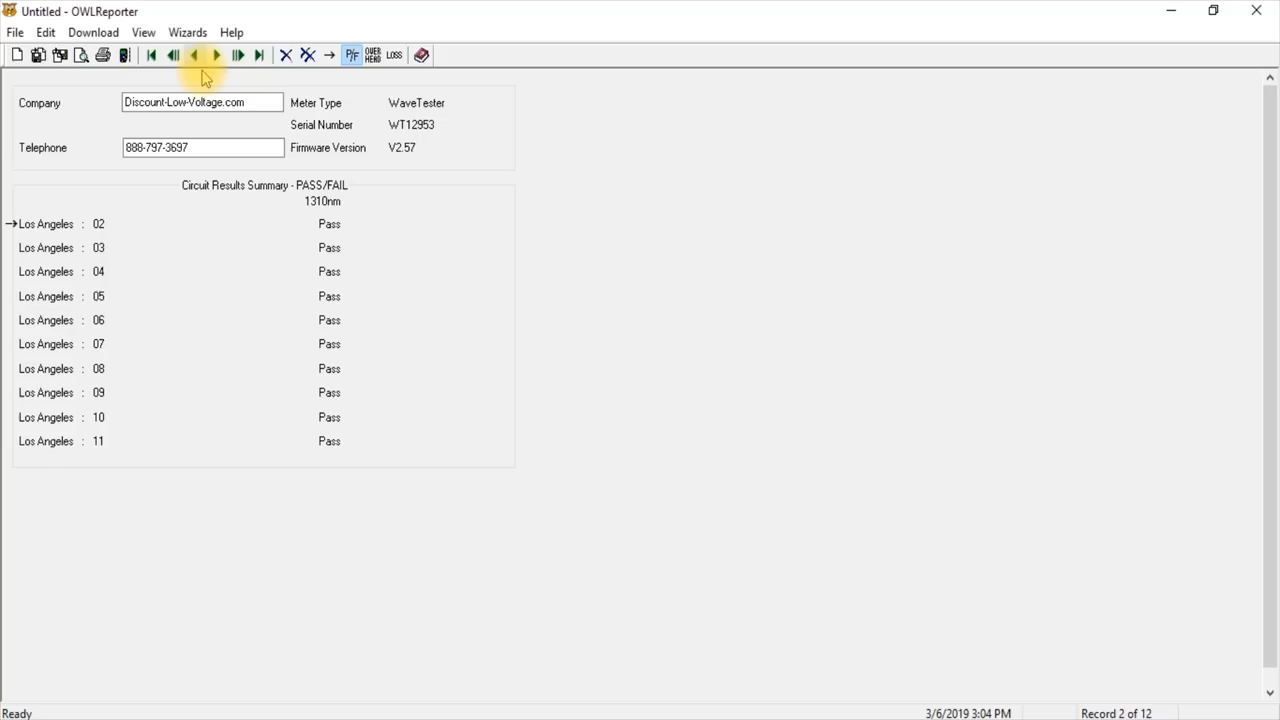 Untitled - OWLReporter
File Edit Download View Wizards Help
P/F OVER HEAD LOSS
Company Discount-Low-Voltage.com Meter Type WaveTester
Serial Number WT12953
Telephone 888-797-3697 Firmware Version V2.57
Circuit Results Summary - PASS/FAIL
1310nm
Los Angeles : 02 Pass
Los Angeles : 03 Pass
Los Angeles : 04 Pass
Los Angeles : 05 Pass
Los Angeles : 06 Pass
Los Angeles : 07 Pass
Los Angeles : 08 Pass
Los Angeles : 09 Pass
Los Angeles : 10 Pass
Los Angeles : 11 Pass
Ready 3/6/2019 3:04 PM Record 2 of 12